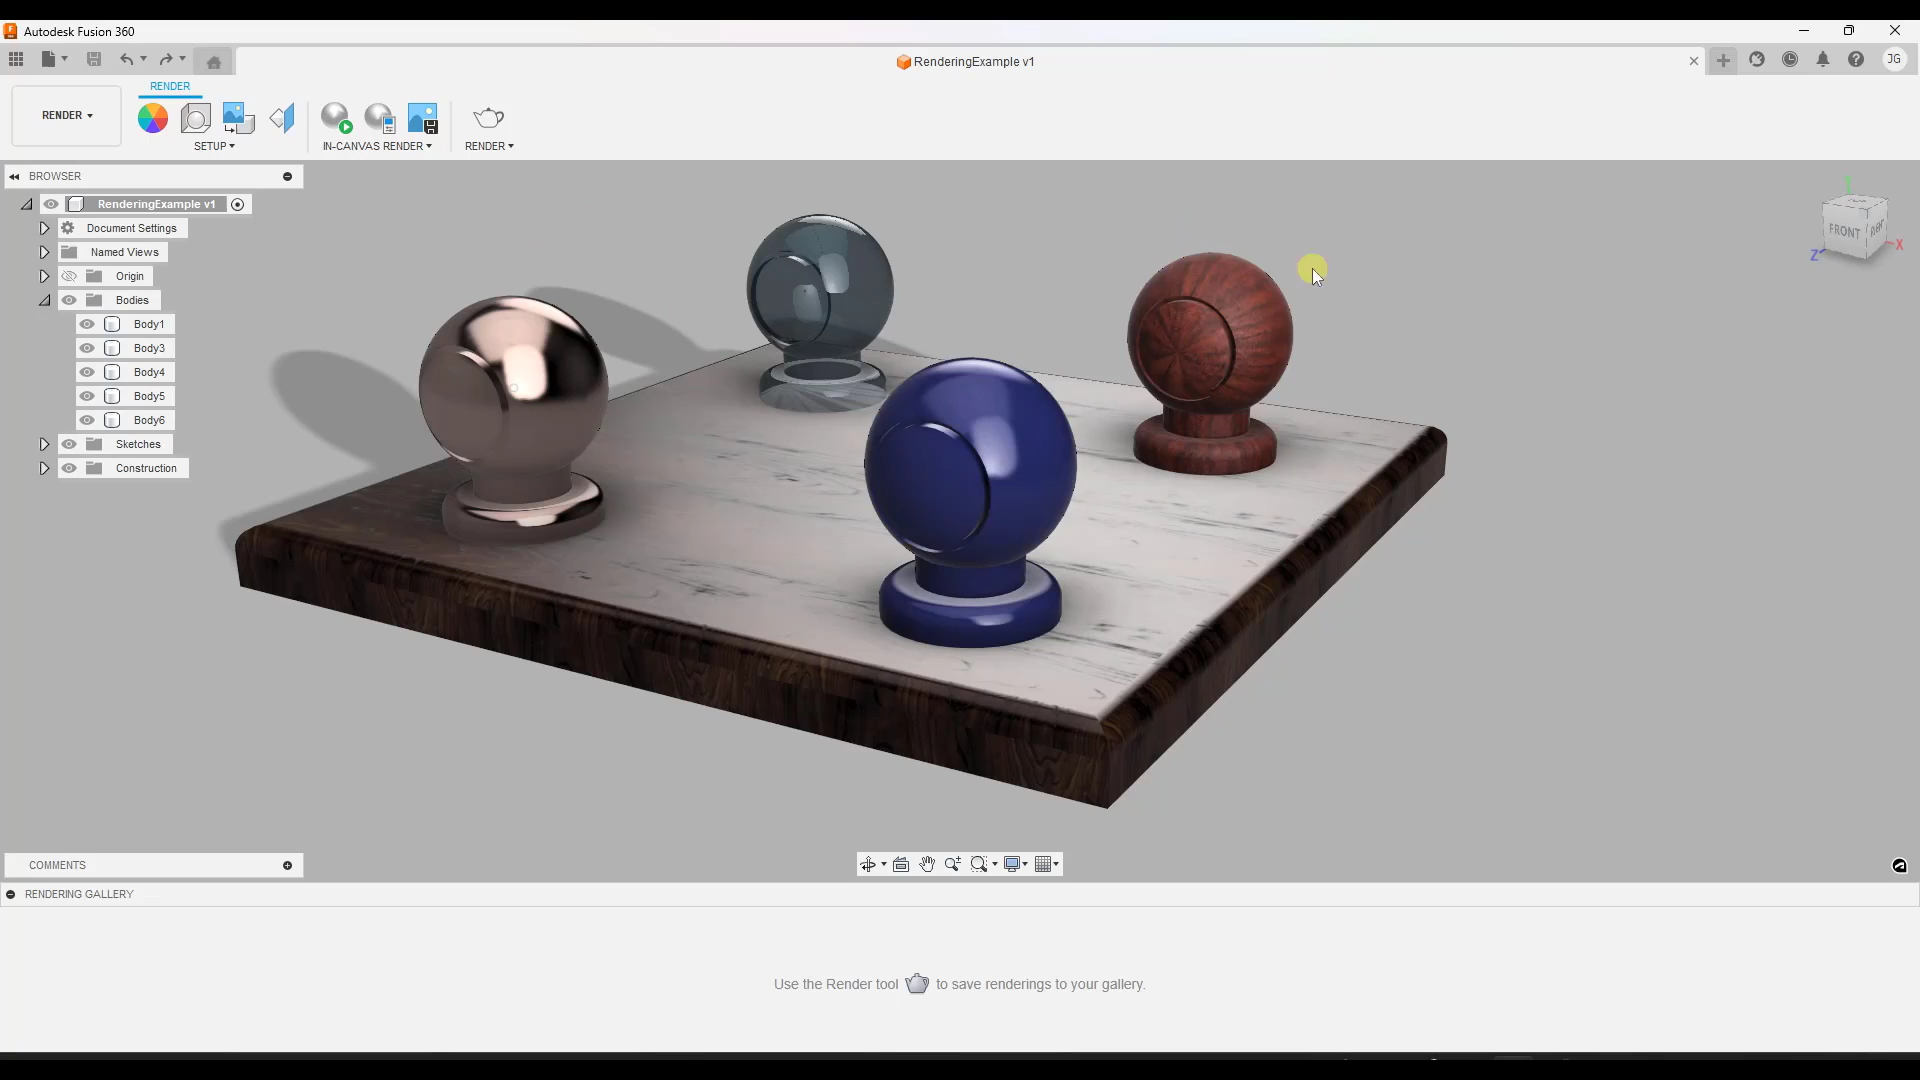 Autodesk Fusion 360
RenderingExample v1
JG
RENDER
RENDER
SETUP
IN-CANVAS RENDER
RENDER
BROWSER
RenderingExample v1
Document Settings
Named Views
Origin
Bodies
Body1
Body3
Body4
Body5
Body6
Sketches
Construction
FRONT
X
Z
COMMENTS
RENDERING GALLERY
Use the Render tool to save renderings to your gallery.